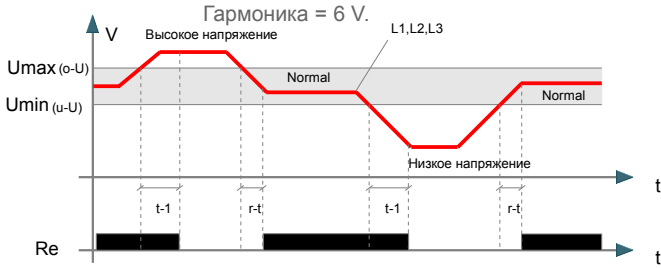 Гармоника = 6 V.
V
Высокое напряжение
L1,L2,L3
Umax (o-U)
Normal
Umin (u-U)
Normal
Низкое напряжение
t
t-1
r-t
t-1
r-t
Re
t